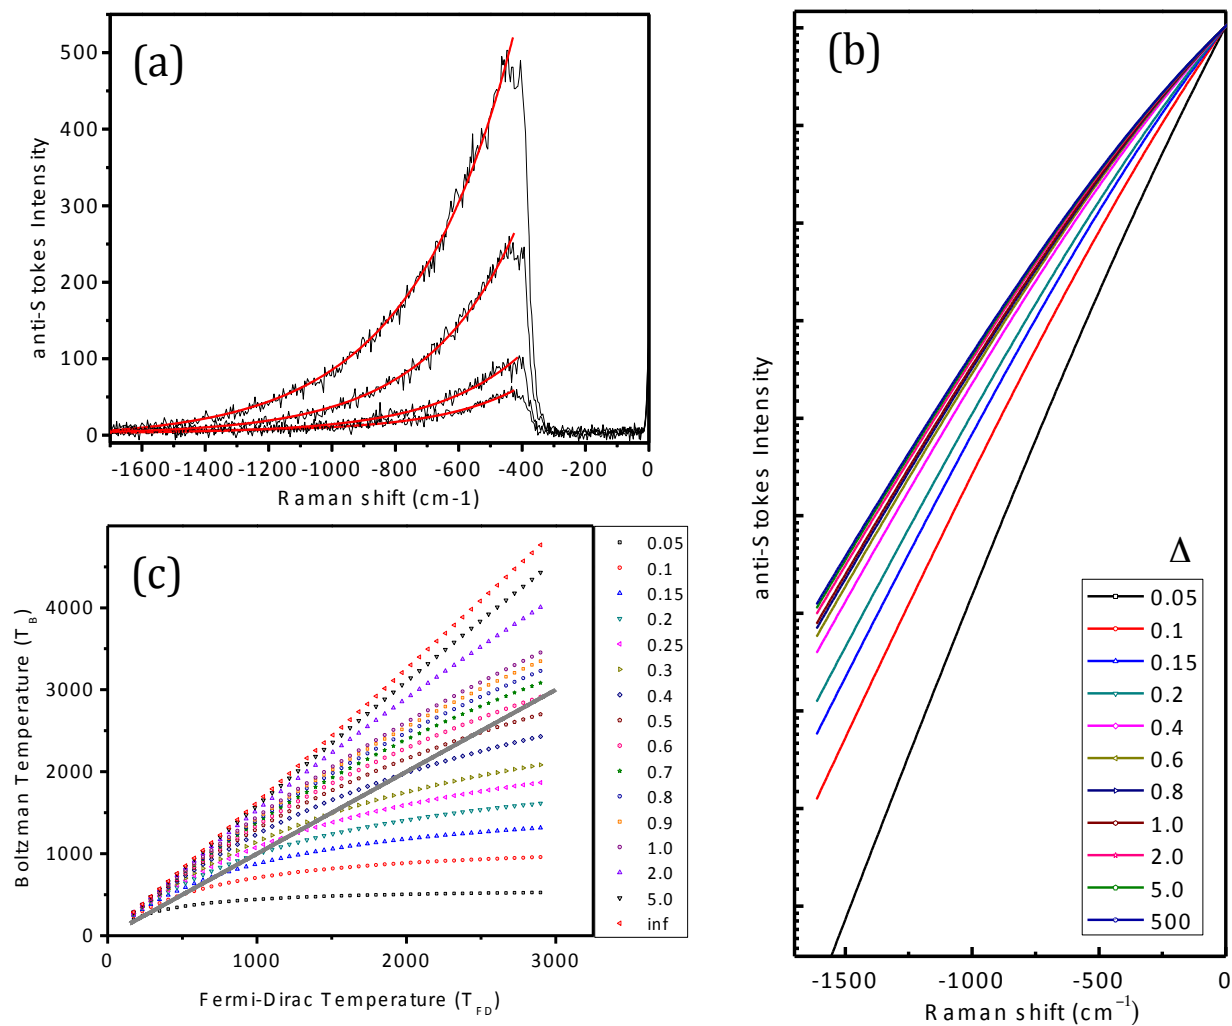 (a)
500
400
300
200
100
0
anti-Stokes Intensity
-1600 -1400 -1200 -1000 -800 -600 -400 -200 0
Raman shift (cm-1)
(b)
anti-Stokes Intensity
Δ
0.05
0.1
0.15
0.2
0.4
0.6
0.8
1.0
2.0
5.0
500
-1500 -1000 -500 0
Raman shift (cm⁻¹)
(c)
4000
3000
2000
1000
0
Boltzman Temperature (T_B)
0 1000 2000 3000
Fermi-Dirac Temperature (T_FD)
0.05
0.1
0.15
0.2
0.25
0.3
0.4
0.5
0.6
0.7
0.8
0.9
1.0
2.0
5.0
inf